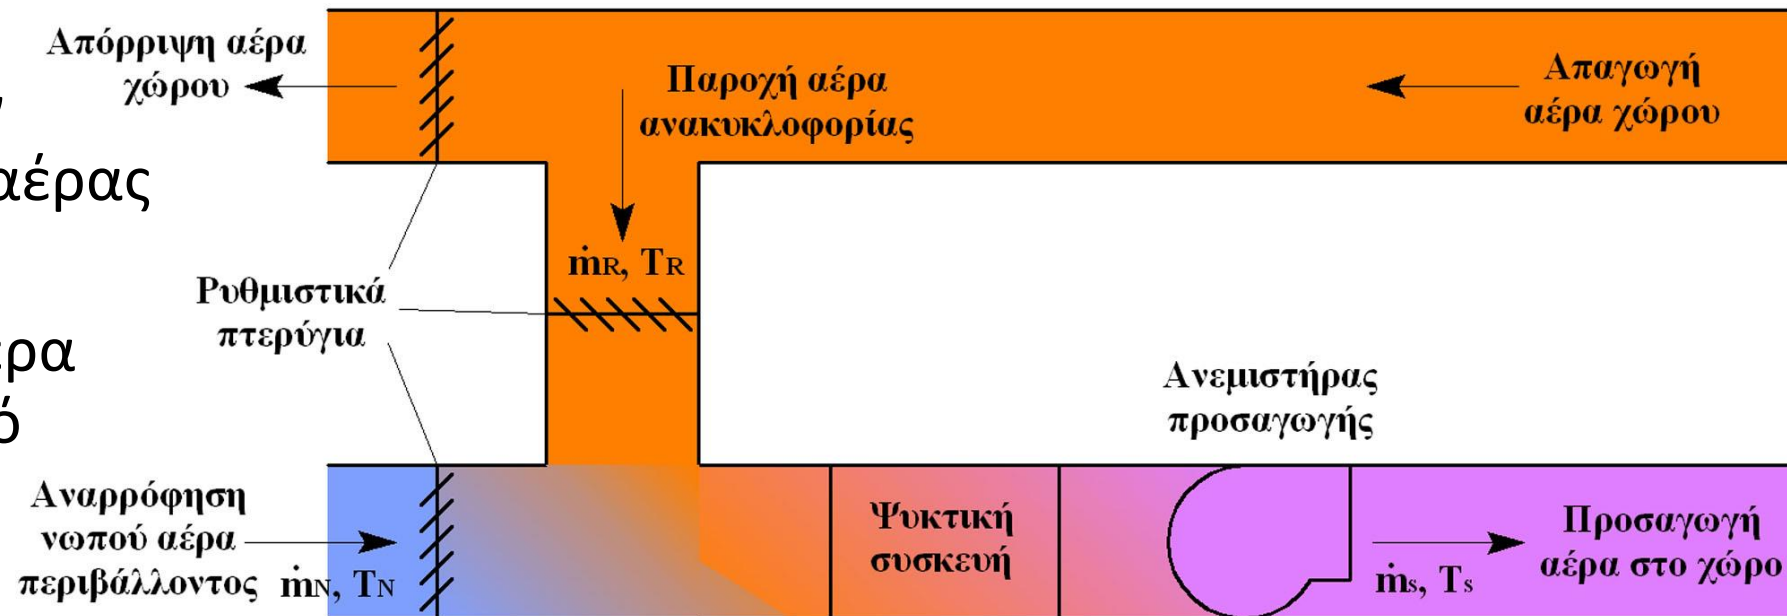 Απόρριψη αέρα
χώρου
Παροχή αέρα
ανακυκλοφορίας
Απαγωγή
αέρα χώρου
αέρας
ṁR, TR
Ρυθμιστικά
πτερύγια
Ανεμιστήρας
προσαγωγής
Αναρρόφηση
νωπού αέρα
περιβάλλοντος ṁN, TN
Ψυκτική
συσκευή
Προσαγωγή
αέρα στο χώρο
ṁs, Ts